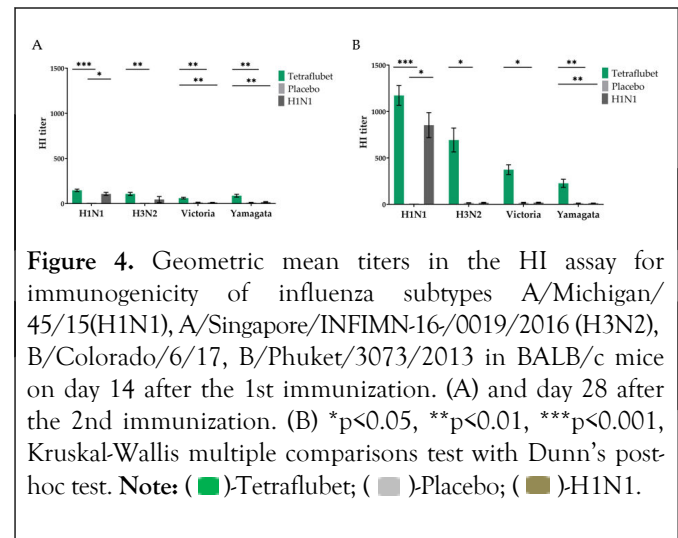 A
B
*** ** ** **
* ** **
*** * * **
* **
Tetraflubet
Placebo
H1N1
Tetraflubet
Placebo
H1N1
HI titer
1500
1000
500
0
H1N1 H3N2 Victoria Yamagata
HI titer
1500
1000
500
0
H1N1 H3N2 Victoria Yamagata
Figure 4. Geometric mean titers in the HI assay for
immunogenicity of influenza subtypes A/Michigan/
45/15(H1N1), A/Singapore/INFIMN-16-/0019/2016 (H3N2),
B/Colorado/6/17, B/Phuket/3073/2013 in BALB/c mice
on day 14 after the 1st immunization. (A) and day 28 after
the 2nd immunization. (B) *p<0.05, **p<0.01, ***p<0.001,
Kruskal-Wallis multiple comparisons test with Dunn's post-
hoc test. Note: ( )-Tetraflubet; ( )-Placebo; ( )-H1N1.